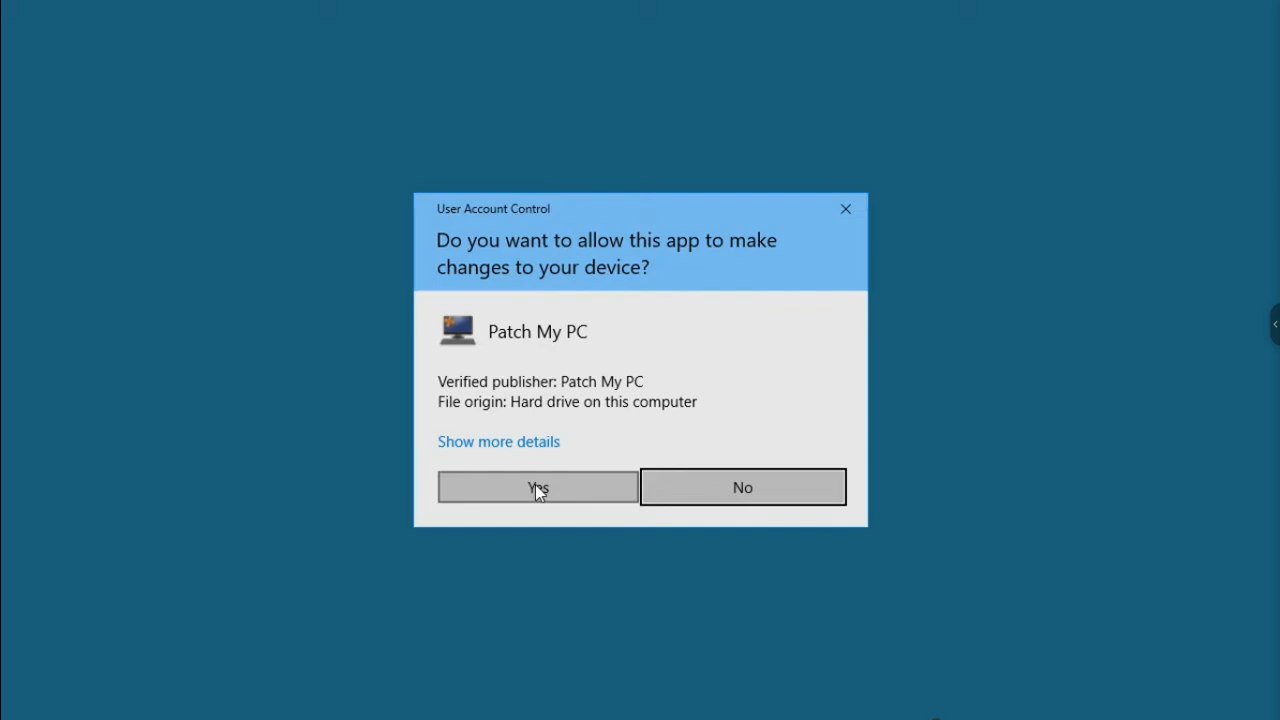 User Account Control
Do you want to allow this app to make
changes to your device?
Patch My PC
Verified publisher: Patch My PC
File origin: Hard drive on this computer
Show more details
Yes
No